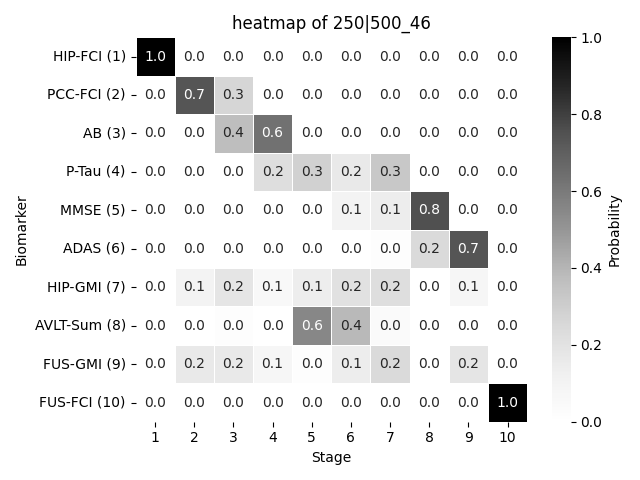 heatmap of 250|500_46
HIP-FCI (1) 1.0 0.0 0.0 0.0 0.0 0.0 0.0 0.0 0.0 0.0
PCC-FCI (2) 0.0 0.7 0.3 0.0 0.0 0.0 0.0 0.0 0.0 0.0
AB (3) 0.0 0.0 0.4 0.6 0.0 0.0 0.0 0.0 0.0 0.0
P-Tau (4) 0.0 0.0 0.0 0.2 0.3 0.2 0.3 0.0 0.0 0.0
MMSE (5) 0.0 0.0 0.0 0.0 0.0 0.1 0.1 0.8 0.0 0.0
ADAS (6) 0.0 0.0 0.0 0.0 0.0 0.0 0.0 0.2 0.7 0.0
HIP-GMI (7) 0.0 0.1 0.2 0.1 0.1 0.2 0.2 0.0 0.1 0.0
AVLT-Sum (8) 0.0 0.0 0.0 0.0 0.6 0.4 0.0 0.0 0.0 0.0
FUS-GMI (9) 0.0 0.2 0.2 0.1 0.0 0.1 0.2 0.0 0.2 0.0
FUS-FCI (10) 0.0 0.0 0.0 0.0 0.0 0.0 0.0 0.0 0.0 1.0
1 2 3 4 5 6 7 8 9 10
Stage
Biomarker
1.0
0.8
0.6
0.4
0.2
0.0
Probability